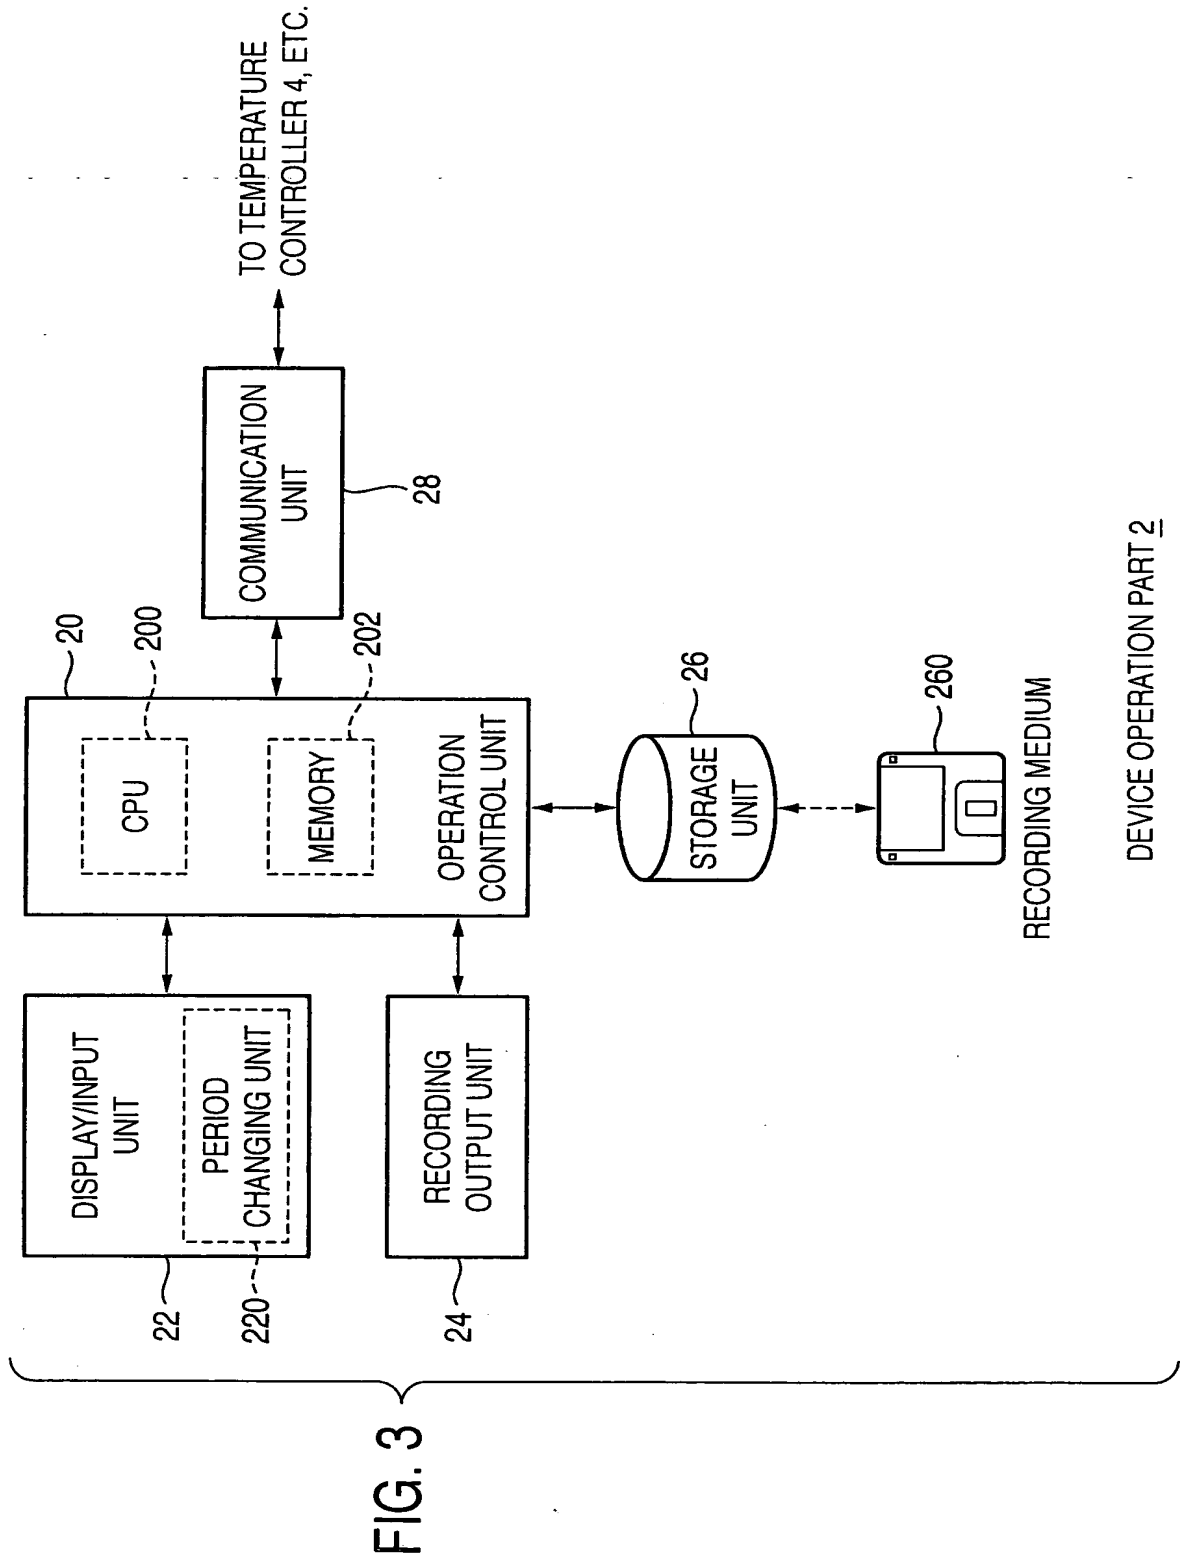 FIG. 3
22
DISPLAY/INPUT
UNIT
220
PERIOD
CHANGING UNIT
24
RECORDING
OUTPUT UNIT
20
CPU
200
MEMORY
202
OPERATION
CONTROL UNIT
COMMUNICATION
UNIT
28
TO TEMPERATURE
CONTROLLER 4, ETC.
STORAGE
UNIT
26
260
RECORDING MEDIUM
DEVICE OPERATION PART 2